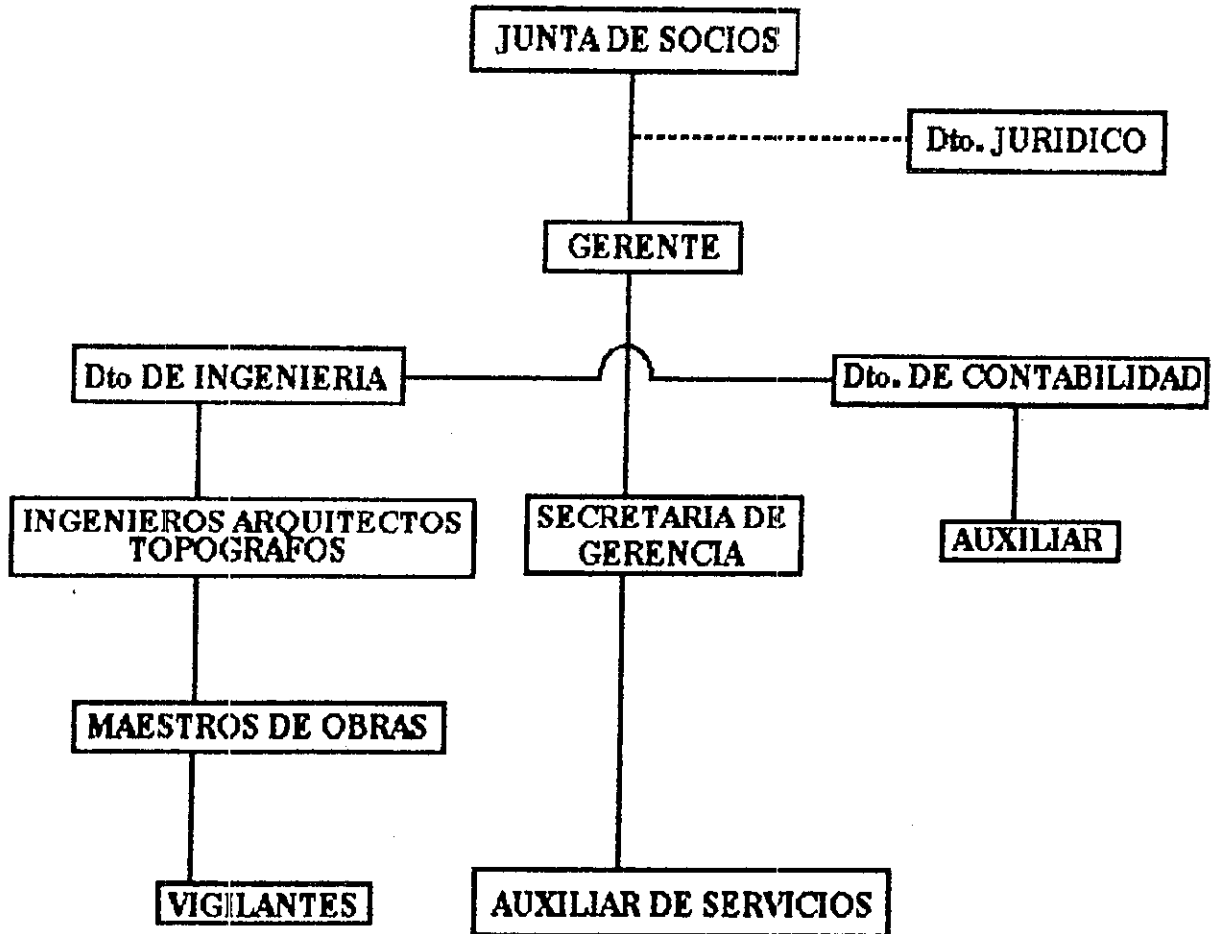 JUNTA DE SOCIOS
Dto. JURIDICO
GERENTE
Dto DE INGENIERIA
Dto. DE CONTABILIDAD
INGENIEROS ARQUITECTOS
TOPOGRAFOS
SECRETARIA DE
GERENCIA
AUXILIAR
MAESTROS DE OBRAS
VIGILANTES
AUXILIAR DE SERVICIOS